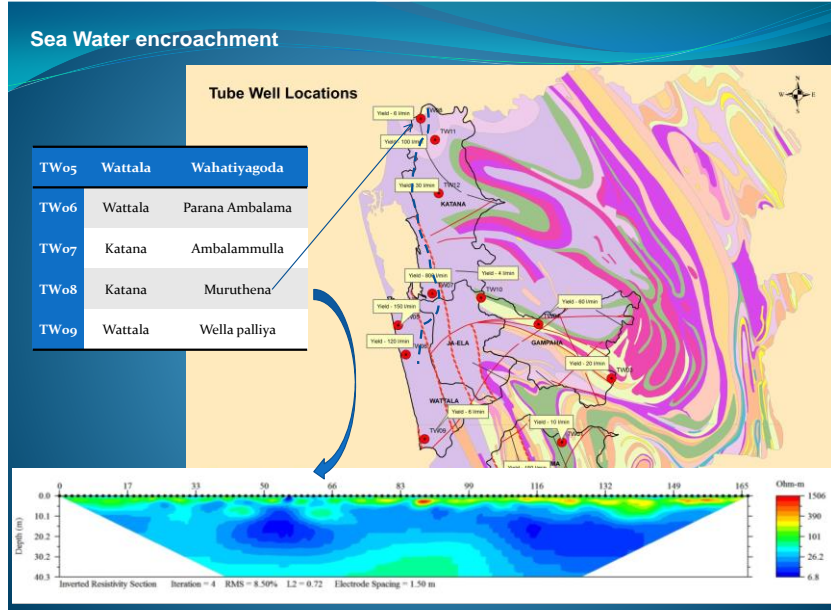 Sea Water encroachment
Tube Well Locations
N
W E
S
TW05 Wattala Wahatiyagoda
TW06 Wattala Parana Ambalama
TW07 Katana Ambalammulla
TW08 Katana Muruthena
TW09 Wattala Wella palliya
Yield - 6 l/min
TW11
Yield - 100 l/min
Yield - 30 l/min
TW12
KATANA
Yield - 4 l/min
TW10
Yield - 60 l/min
Yield - 150 l/min
Yield - 120 l/min
JA-ELA
GAMPAHA
Yield - 20 l/min
WATTALA
Yield - 6 l/min
TW09
Yield - 10 l/min
0 17 33 50 66 83 99 116 132 149 165
Ohm-m
Depth (m)
0.0
10.1
20.2
30.2
40.3
1506
390
101
26.2
6.8
Inverted Resistivity Section Iteration = 4 RMS = 8.50% L2 = 0.72 Electrode Spacing = 1.50 m